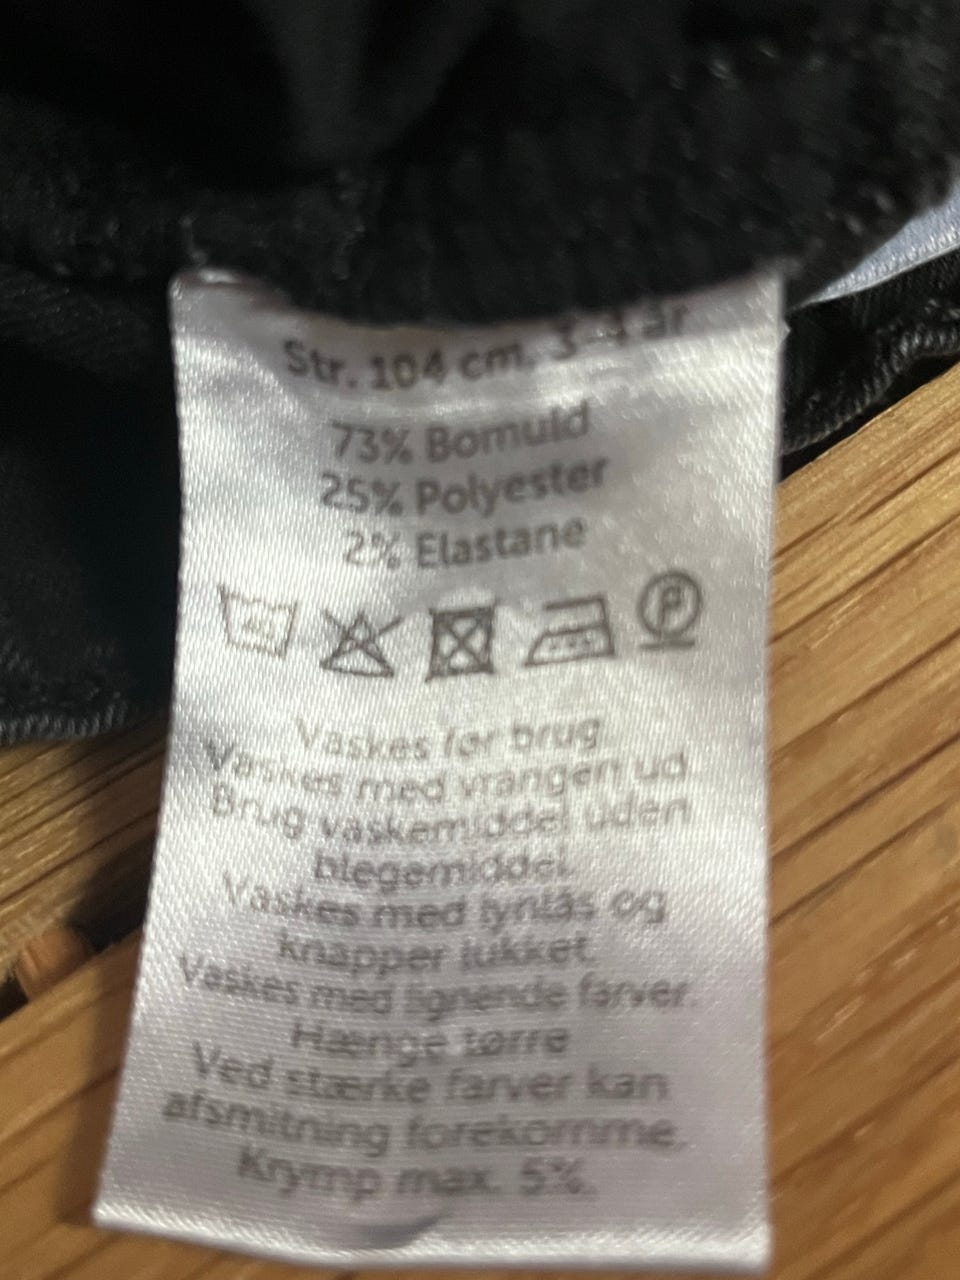 Str. 104 cm. 3-4 år
73% Bomuld
25% Polyester
2% Elastane
40 P
Vaskes før brug
Vaskes med vrangen ud
Brug vaskemiddel uden
blegemiddel.
Vaskes med lynlås og
knapper lukket.
Vaskes med lignende farver.
Hænge tørre
Ved stærke farver kan
afsmitning forekomme.
Krymp max. 5%.